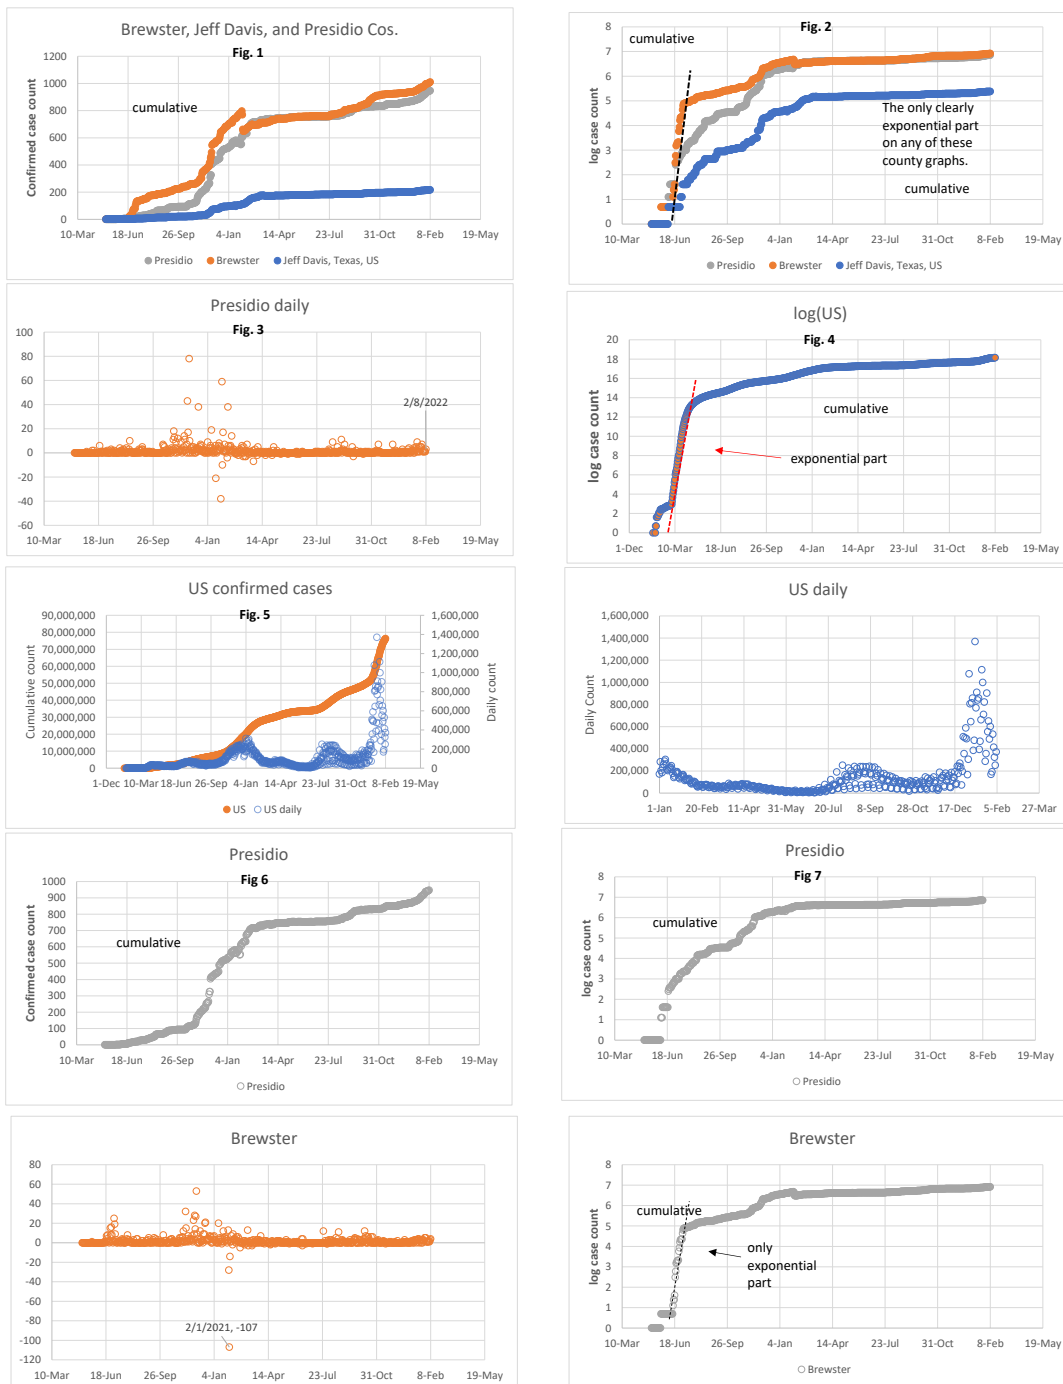 Brewster, Jeff Davis, and Presidio Cos.
Fig. 1
cumulative
Confirmed case count
1200
1000
800
600
400
200
0
10-Mar 18-Jun 26-Sep 4-Jan 14-Apr 23-Jul 31-Oct 8-Feb 19-May
Presidio Brewster Jeff Davis, Texas, US
Fig. 2
cumulative
log case count
8
7
6
5
4
3
2
1
0
The only clearly
exponential part
on any of these
county graphs.
cumulative
10-Mar 18-Jun 26-Sep 4-Jan 14-Apr 23-Jul 31-Oct 8-Feb 19-May
Presidio Brewster Jeff Davis, Texas, US
Presidio daily
Fig. 3
100
80
60
40
20
0
-20
-40
-60
2/8/2022
10-Mar 18-Jun 26-Sep 4-Jan 14-Apr 23-Jul 31-Oct 8-Feb 19-May
log(US)
Fig. 4
log case count
20
18
16
14
12
10
8
6
4
2
0
cumulative
exponential part
1-Dec 10-Mar 18-Jun 26-Sep 4-Jan 14-Apr 23-Jul 31-Oct 8-Feb 19-May
US confirmed cases
Fig. 5
Cumulative count
90,000,000
80,000,000
70,000,000
60,000,000
50,000,000
40,000,000
30,000,000
20,000,000
10,000,000
0
1,600,000
1,400,000
1,200,000
1,000,000
800,000
600,000
400,000
200,000
0
Daily Count
1-Dec 10-Mar 18-Jun 26-Sep 4-Jan 14-Apr 23-Jul 31-Oct 8-Feb 19-May
US US daily
US daily
Daily Count
1,600,000
1,400,000
1,200,000
1,000,000
800,000
600,000
400,000
200,000
0
1-Jan 20-Feb 11-Apr 31-May 20-Jul 8-Sep 28-Oct 17-Dec 5-Feb 27-Mar
Presidio
Fig 6
cumulative
Confirmed case count
1000
900
800
700
600
500
400
300
200
100
0
10-Mar 18-Jun 26-Sep 4-Jan 14-Apr 23-Jul 31-Oct 8-Feb 19-May
Presidio
Presidio
Fig 7
cumulative
log case count
8
7
6
5
4
3
2
1
0
10-Mar 18-Jun 26-Sep 4-Jan 14-Apr 23-Jul 31-Oct 8-Feb 19-May
Presidio
Brewster
80
60
40
20
0
-20
-40
-60
-80
-100
-120
2/1/2021, -107
10-Mar 18-Jun 26-Sep 4-Jan 14-Apr 23-Jul 31-Oct 8-Feb 19-May
Brewster
log case count
8
7
6
5
4
3
2
1
0
cumulative
only
exponential
part
10-Mar 18-Jun 26-Sep 4-Jan 14-Apr 23-Jul 31-Oct 8-Feb 19-May
Brewster